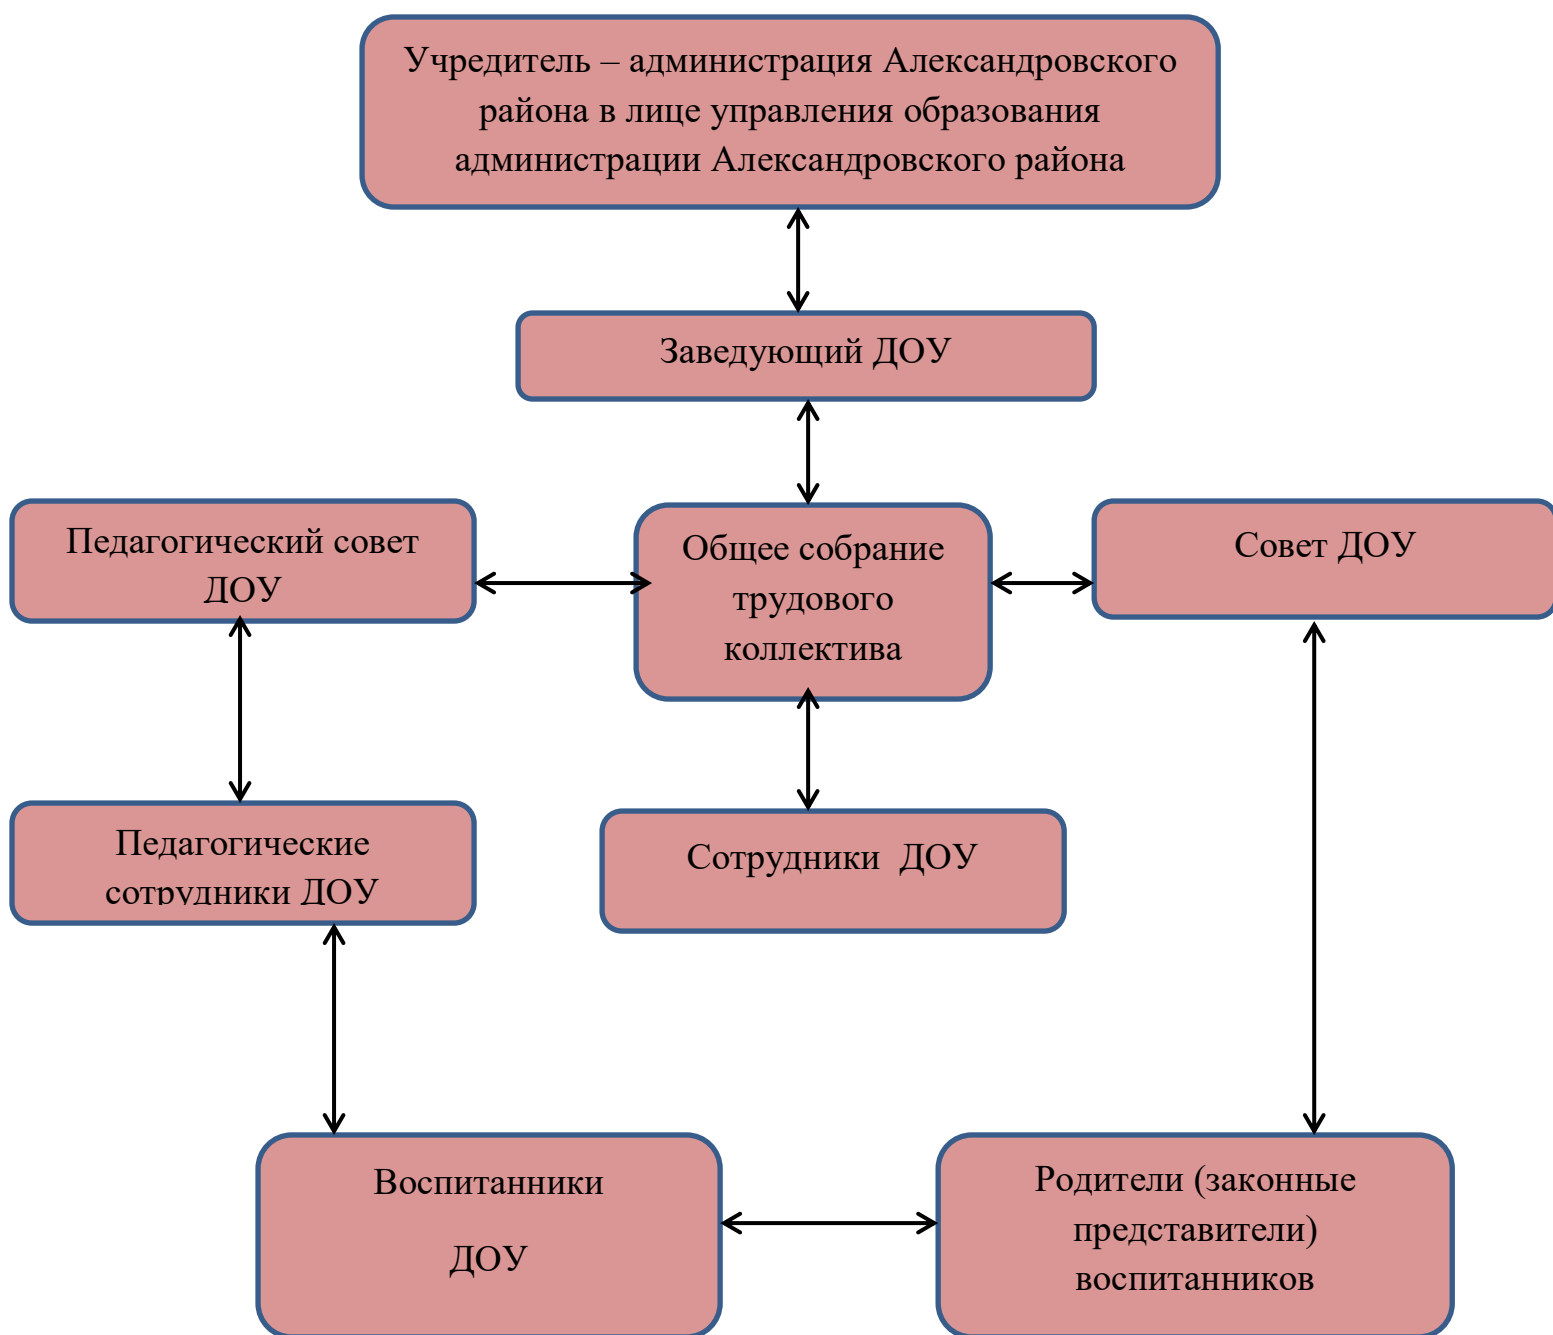 Учредитель – администрация Александровского
района в лице управления образования
администрации Александровского района
Заведующий ДОУ
Педагогический совет
ДОУ
Общее собрание
трудового
коллектива
Совет ДОУ
Педагогические
сотрудники ДОУ
Сотрудники ДОУ
Воспитанники
ДОУ
Родители (законные
представители)
воспитанников